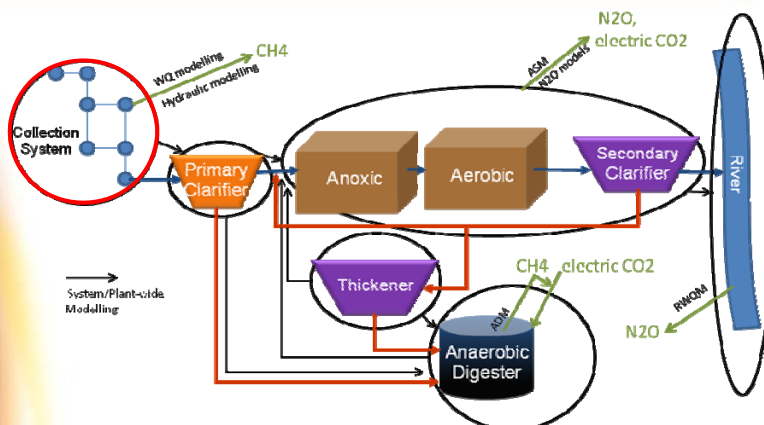 N2O,
electric CO2
CH4
WQ modelling
Hydraulic modelling
ASM
N2O models
Collection
System
Primary
Clarifier
Anoxic
Aerobic
Secondary
Clarifier
River
Thickener
System/Plant-wide
Modelling
CH4 electric CO2
ADM
RWQM
N2O
Anaerobic
Digester